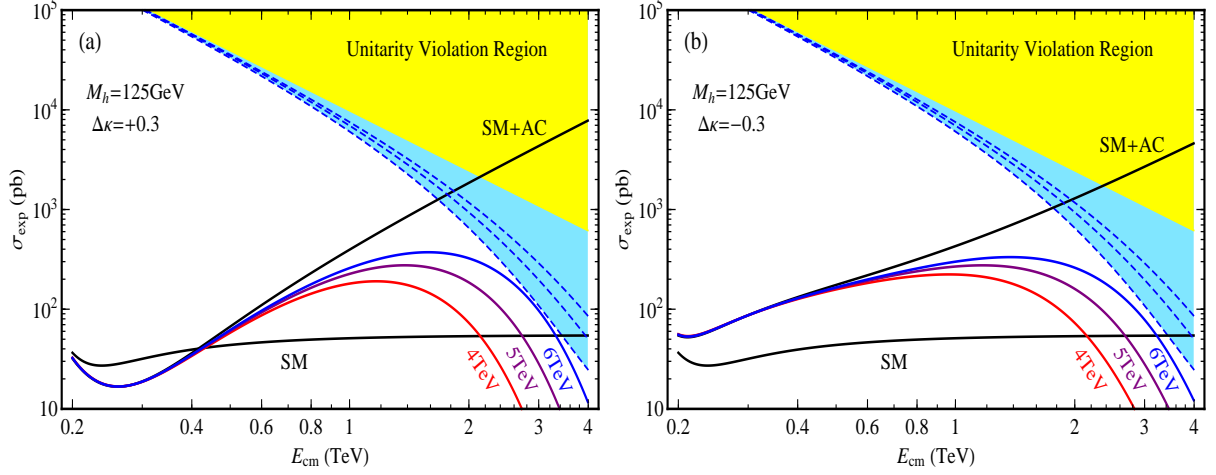 (a)
Unitarity Violation Region
M_h=125GeV
Δκ=+0.3
SM+AC
SM
4TeV
5TeV
6TeV
σ_exp (pb)
10^5
10^4
10^3
10^2
10
0.2 0.4 0.6 0.8 1 2 3 4
E_cm (TeV)
(b)
Unitarity Violation Region
M_h=125GeV
Δκ=−0.3
SM+AC
SM
4TeV
5TeV
6TeV
σ_exp (pb)
10^5
10^4
10^3
10^2
10
0.2 0.4 0.6 0.8 1 2 3 4
E_cm (TeV)